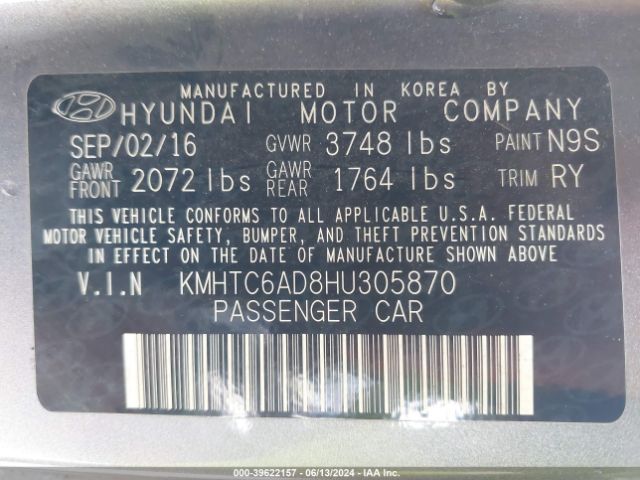 MANUFACTURED IN KOREA BY
HYUNDAI MOTOR COMPANY
SEP/02/16 GVWR 3748 lbs PAINT N9S
GAWR FRONT 2072 lbs GAWR REAR 1764 lbs TRIM RY
THIS VEHICLE CONFORMS TO ALL APPLICABLE U.S.A. FEDERAL
MOTOR VEHICLE SAFETY, BUMPER, AND THEFT PREVENTION STANDARDS
IN EFFECT ON THE DATE OF MANUFACTURE SHOWN ABOVE.
V.I.N KMHTC6AD8HU305870
PASSENGER CAR
000-39622157 - 06/13/2024 - IAA Inc.